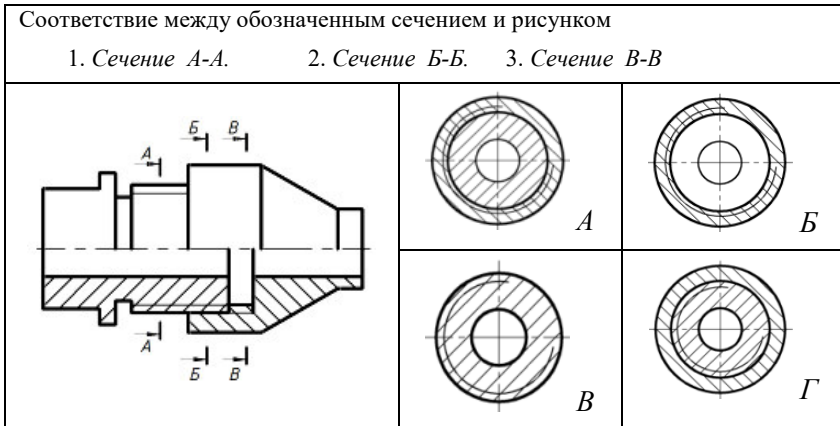 Соответствие между обозначенным сечением и рисунком
1. Сечение А-А. 2. Сечение Б-Б. 3. Сечение В-В
Б В
А
А
Б В
А
Б
В
Г